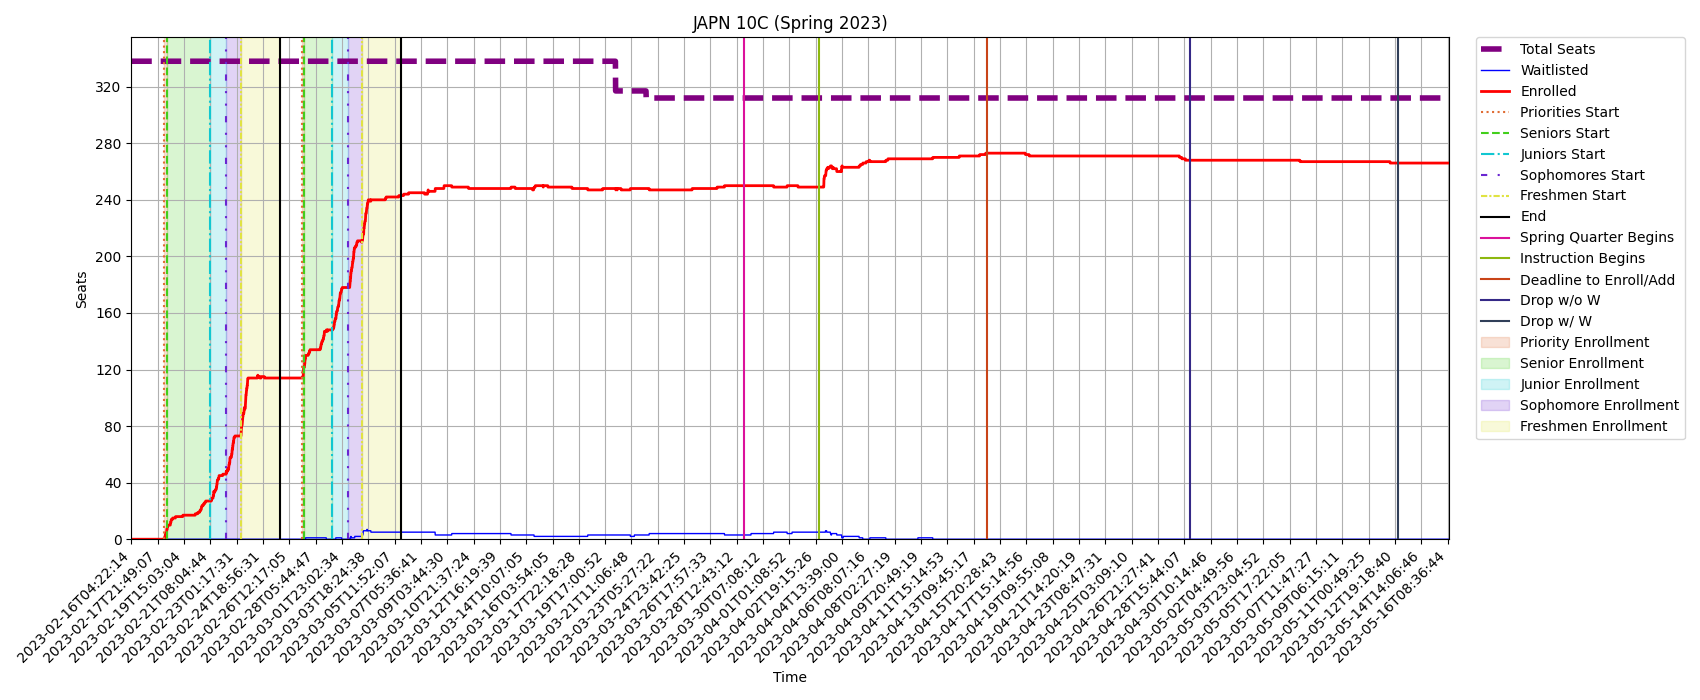 JAPN 10C (Spring 2023)
Seats
320
280
240
200
160
120
80
40
0
2023-02-16T04:22:14
2023-02-17T21:49:07
2023-02-19T15:03:04
2023-02-21T08:04:44
2023-02-23T01:17:31
2023-02-24T18:56:31
2023-02-26T12:17:05
2023-02-28T05:44:47
2023-03-01T23:02:34
2023-03-03T18:24:38
2023-03-05T11:52:07
2023-03-07T05:36:41
2023-03-09T03:44:30
2023-03-10T21:37:24
2023-03-12T16:19:39
2023-03-14T10:07:05
2023-03-16T03:54:05
2023-03-17T22:18:28
2023-03-19T17:00:52
2023-03-21T11:06:48
2023-03-23T05:27:22
2023-03-24T23:42:25
2023-03-26T17:57:33
2023-03-28T12:43:12
2023-03-30T07:08:12
2023-04-01T01:08:52
2023-04-02T19:15:26
2023-04-04T13:39:00
2023-04-06T08:07:16
2023-04-08T02:27:19
2023-04-09T20:49:19
2023-04-11T15:14:53
2023-04-13T09:45:17
2023-04-15T20:28:43
2023-04-17T15:14:56
2023-04-19T09:55:08
2023-04-21T14:20:19
2023-04-23T08:47:31
2023-04-25T03:09:10
2023-04-26T21:27:41
2023-04-28T15:44:07
2023-04-30T10:14:46
2023-05-02T04:49:56
2023-05-03T23:04:52
2023-05-05T17:22:05
2023-05-07T11:47:27
2023-05-09T06:15:11
2023-05-11T00:49:25
2023-05-12T19:18:40
2023-05-14T14:06:46
2023-05-16T08:36:44
Time
Total Seats
Waitlisted
Enrolled
Priorities Start
Seniors Start
Juniors Start
Sophomores Start
Freshmen Start
End
Spring Quarter Begins
Instruction Begins
Deadline to Enroll/Add
Drop w/o W
Drop w/ W
Priority Enrollment
Senior Enrollment
Junior Enrollment
Sophomore Enrollment
Freshmen Enrollment